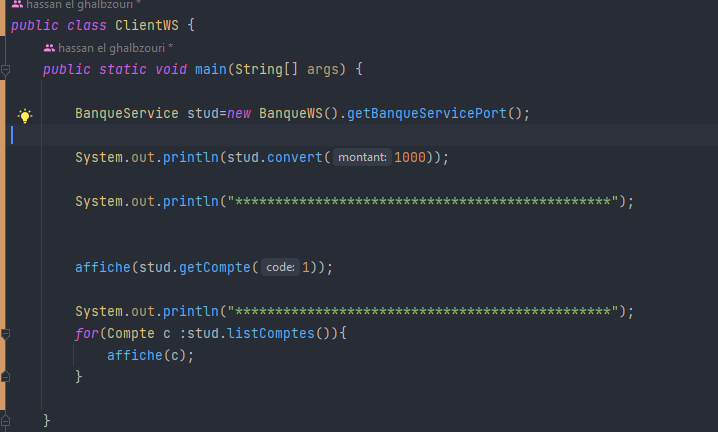 hassan el ghalbzouri *
public class ClientWS {
hassan el ghalbzouri *
public static void main(String[] args) {
BanqueService stud=new BanqueWS().getBanqueServicePort();
System.out.println(stud.convert( montant: 1000));
System.out.println("***********************************************");
affiche(stud.getCompte( code: 1));
System.out.println("***********************************************");
for(Compte c :stud.listComptes()){
affiche(c);
}
}